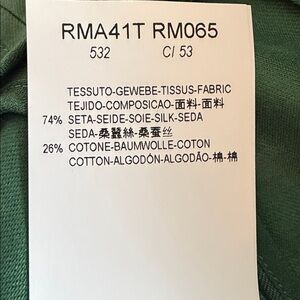 RMA41T RM065
532 CI 53
TESSUTO-GEWEBE-TISSUS-FABRIC
TEJIDO-COMPOSICAO-面料-面料
74% SETA-SEIDE-SOIE-SILK-SEDA
SEDA-桑蠶絲-桑蚕丝
26% COTONE-BAUMWOLLE-COTON
COTTON-ALGODÓN-ALGODÃO-棉-棉